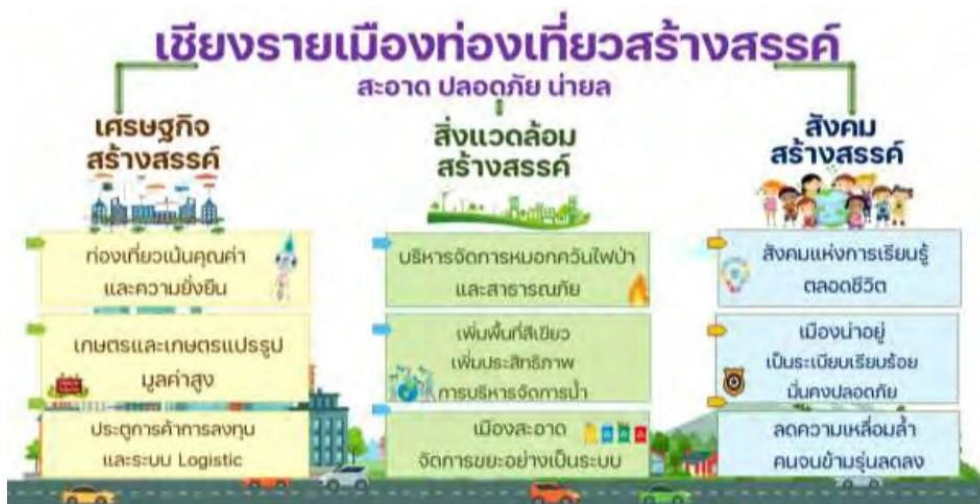 เชียงรายเมืองท่องเที่ยวสร้างสรรค์
สะอาด ปลอดภัย น่ายล
เศรษฐกิจ
สร้างสรรค์
ท่องเที่ยวเน้นคุณค่า
และความยั่งยืน
เกษตรและเกษตรแปรรูป
มูลค่าสูง
ประตูการค้าการลงทุน
และระบบ Logistic
สิ่งแวดล้อม
สร้างสรรค์
บริหารจัดการหมอกควันไฟป่า
และสาธารณภัย
เพิ่มพื้นที่สีเขียว
เพิ่มประสิทธิภาพ
การบริหารจัดการน้ำ
เมืองสะอาด
จัดการขยะอย่างเป็นระบบ
สังคม
สร้างสรรค์
สังคมแห่งการเรียนรู้
ตลอดชีวิต
เมืองน่าอยู่
เป็นระเบียบเรียบร้อย
มั่นคงปลอดภัย
ลดความเหลื่อมล้ำ
คนจนข้ามรุ่นลดลง